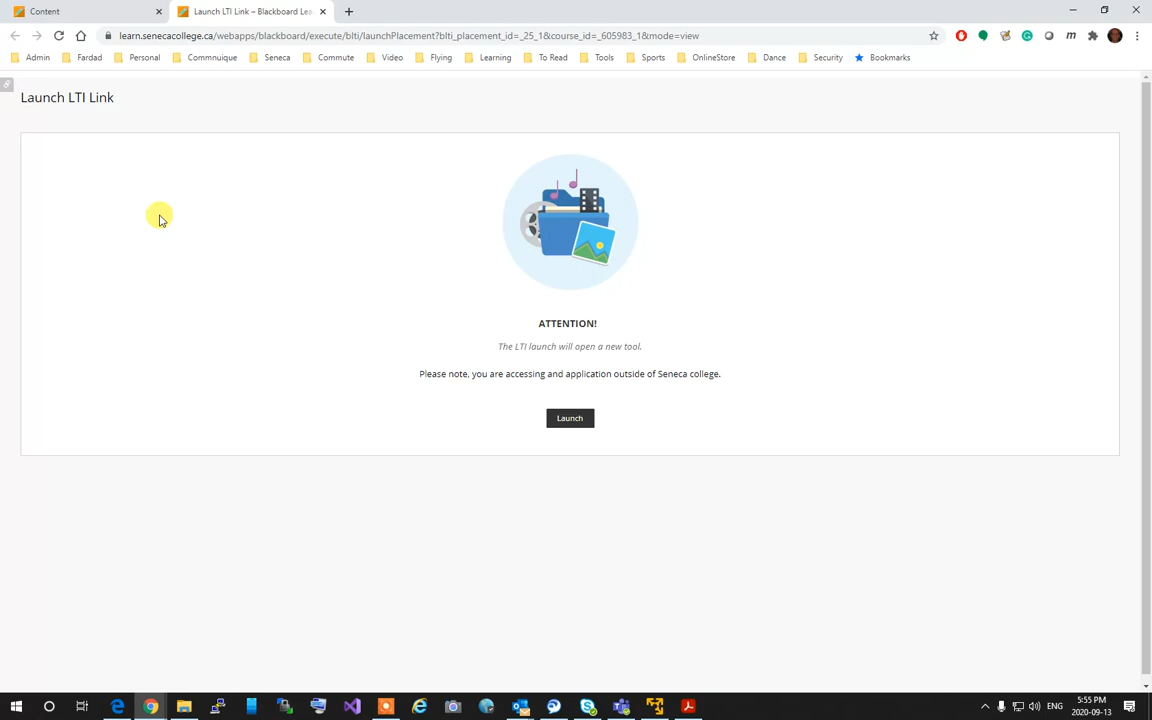 Content
Launch LTI Link – Blackboard Lea
learn.senecacollege.ca/webapps/blackboard/execute/blti/launchPlacement?blti_placement_id=_25_1&course_id=_605983_1&mode=view
Admin Fardad Personal Commnuique Seneca Commute Video Flying Learning To Read Tools Sports OnlineStore Dance Security Bookmarks
Launch LTI Link
ATTENTION!
The LTI launch will open a new tool.
Please note, you are accessing and application outside of Seneca college.
Launch
ENG
5:55 PM
2020-09-13